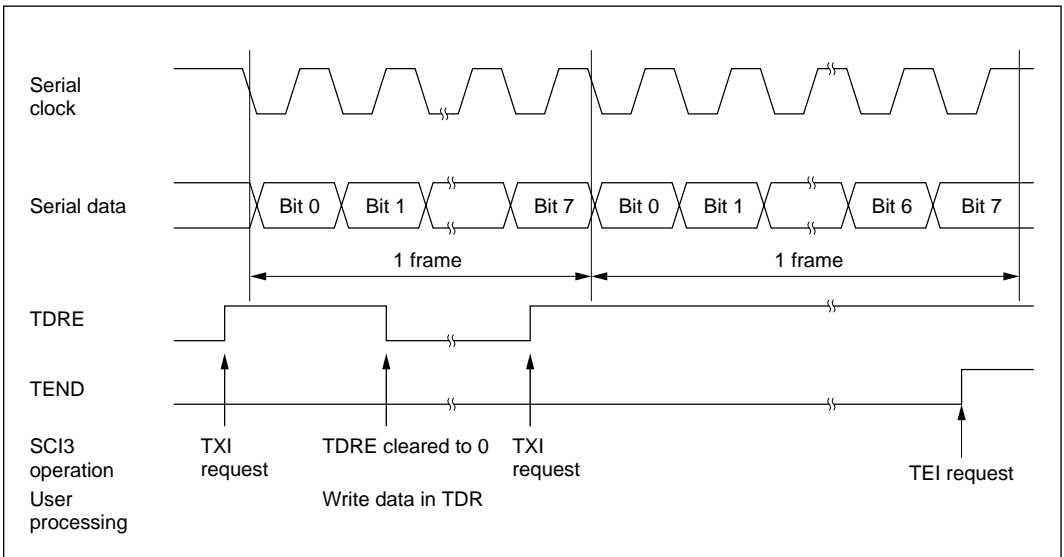 Serial
clock
Serial data
Bit 0 Bit 1 Bit 7 Bit 0 Bit 1 Bit 6 Bit 7
1 frame 1 frame
TDRE
TEND
SCI3
operation
TXI
request
TDRE cleared to 0
TXI
request
TEI request
User
processing
Write data in TDR